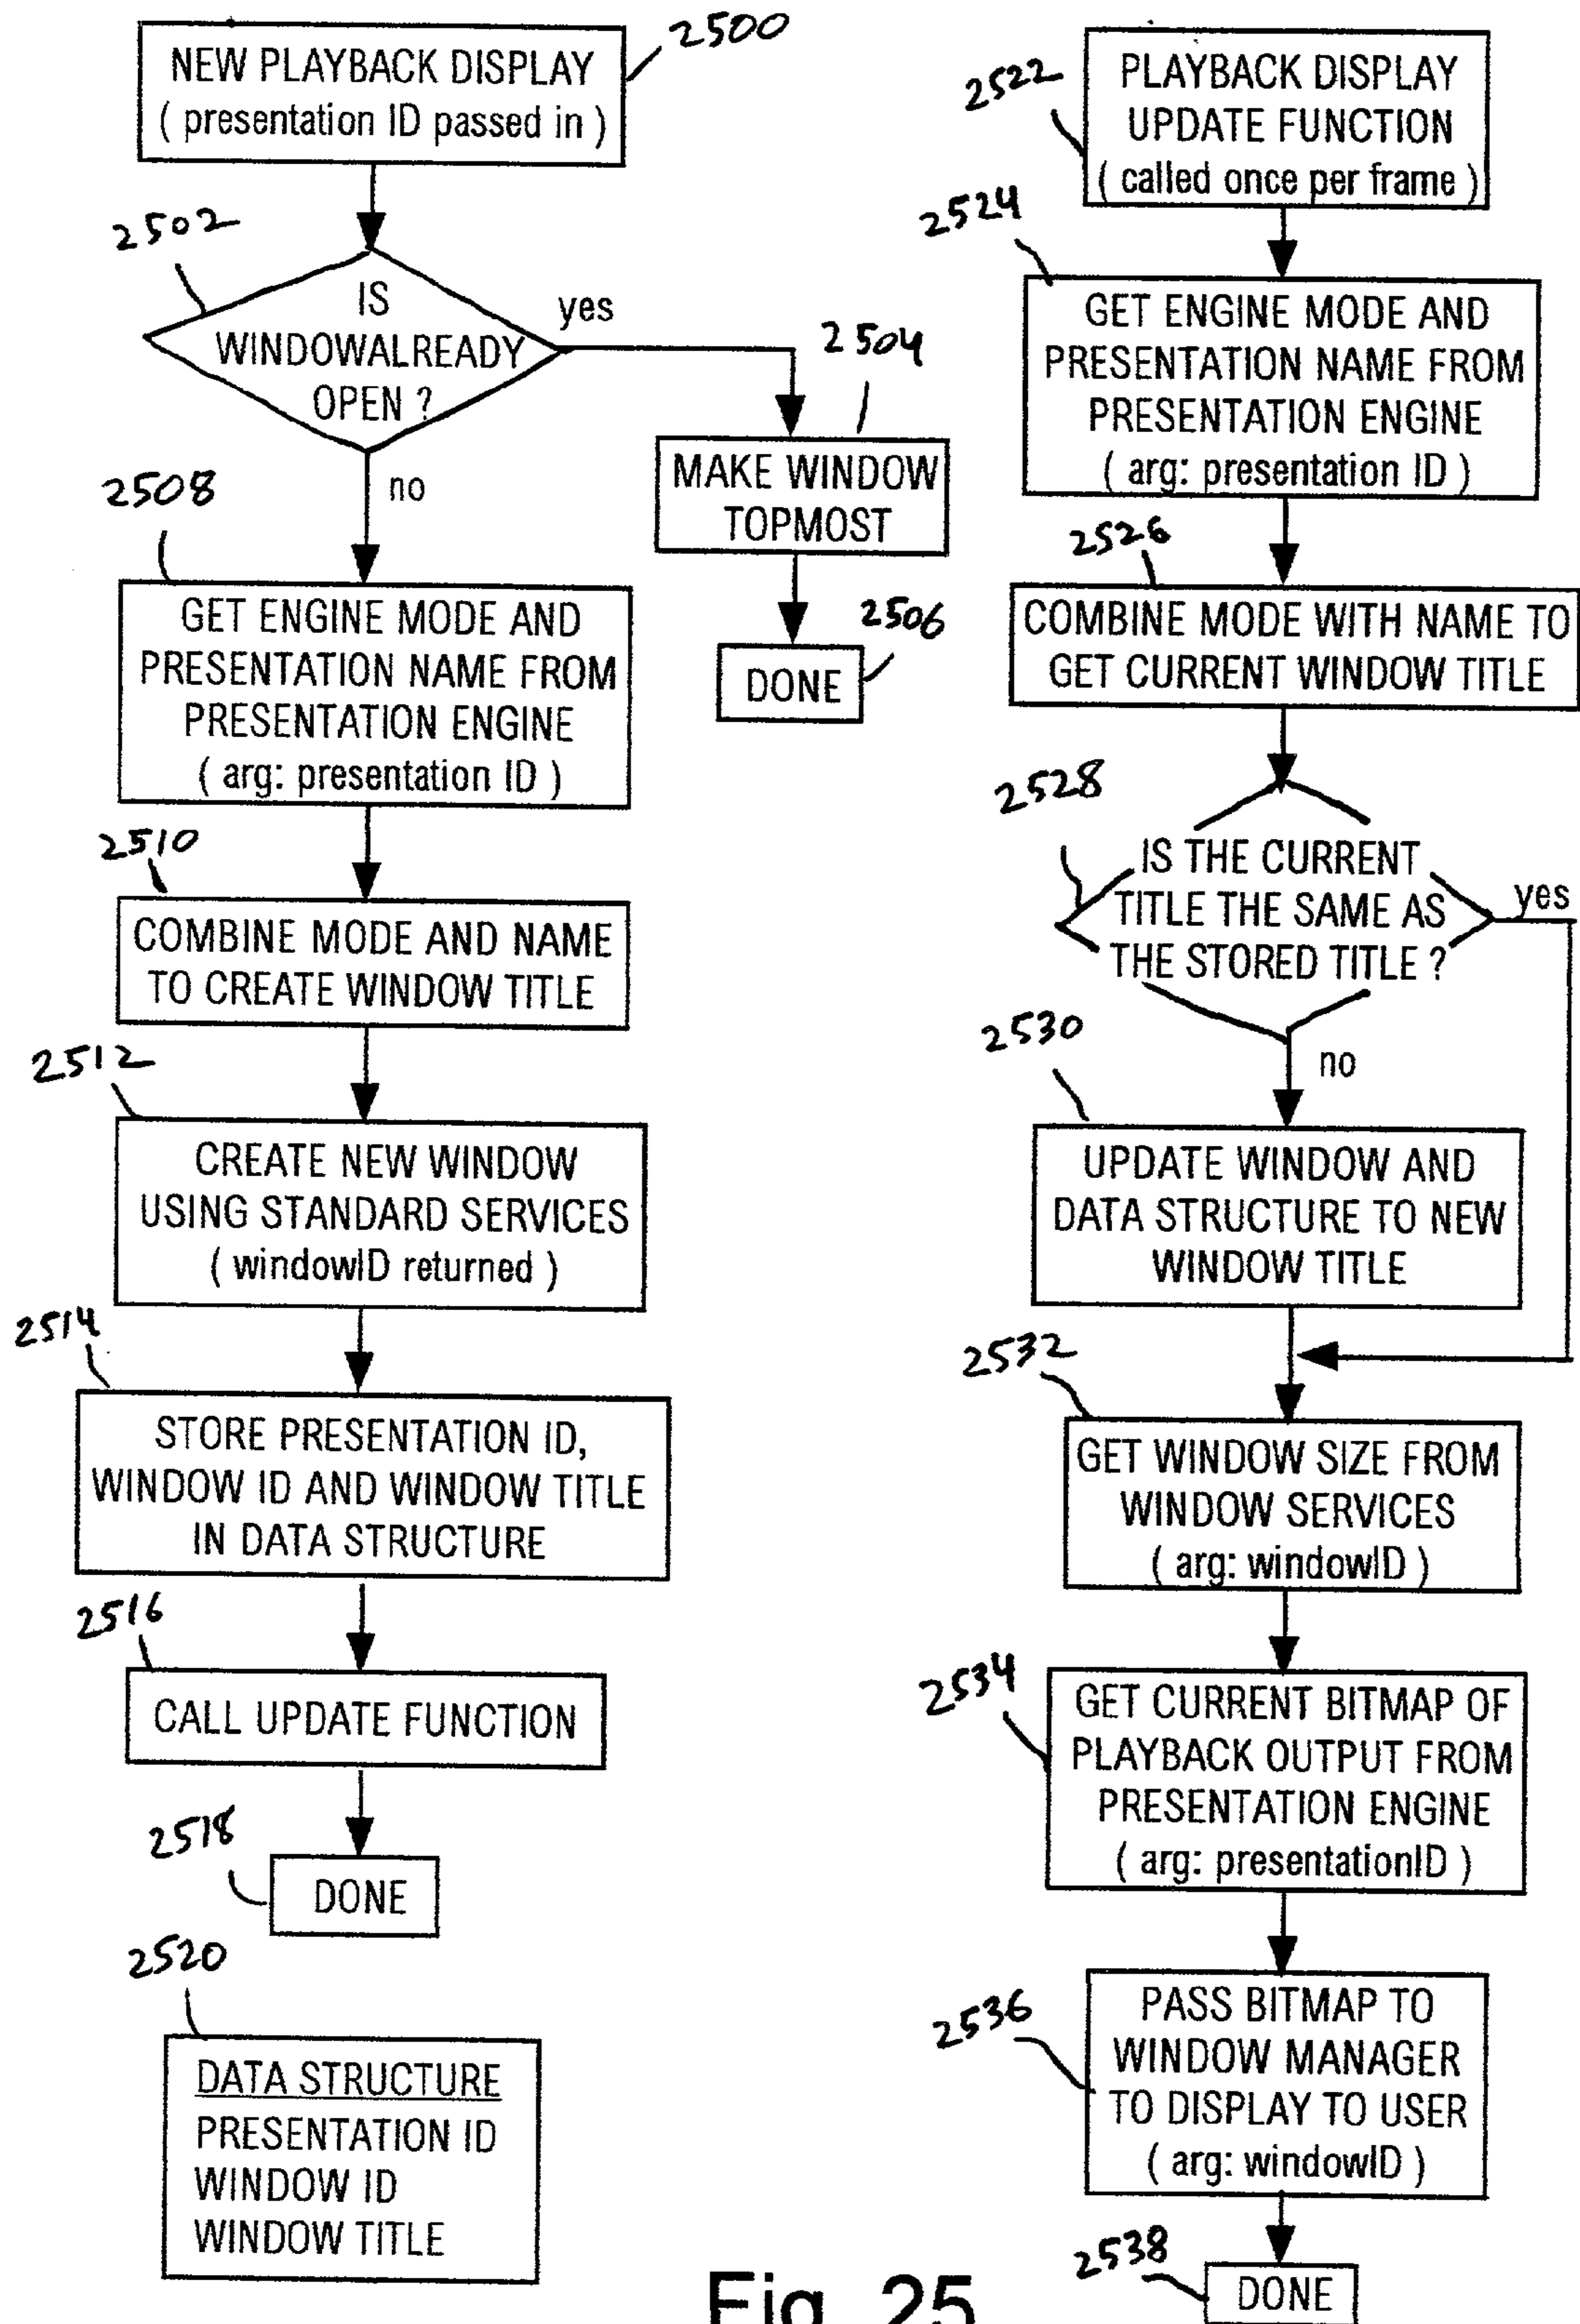 2500
NEW PLAYBACK DISPLAY
( presentation ID passed in )
2502
IS
WINDOWALREADY
OPEN ?
yes
no
2504
MAKE WINDOW
TOPMOST
2506
DONE
2508
GET ENGINE MODE AND
PRESENTATION NAME FROM
PRESENTATION ENGINE
( arg: presentation ID )
2510
COMBINE MODE AND NAME
TO CREATE WINDOW TITLE
2512
CREATE NEW WINDOW
USING STANDARD SERVICES
( windowID returned )
2514
STORE PRESENTATION ID,
WINDOW ID AND WINDOW TITLE
IN DATA STRUCTURE
2516
CALL UPDATE FUNCTION
2518
DONE
2520
DATA STRUCTURE
PRESENTATION ID
WINDOW ID
WINDOW TITLE
2522
PLAYBACK DISPLAY
UPDATE FUNCTION
( called once per frame )
2524
GET ENGINE MODE AND
PRESENTATION NAME FROM
PRESENTATION ENGINE
( arg: presentation ID )
2526
COMBINE MODE WITH NAME TO
GET CURRENT WINDOW TITLE
2528
IS THE CURRENT
TITLE THE SAME AS
THE STORED TITLE ?
yes
no
2530
UPDATE WINDOW AND
DATA STRUCTURE TO NEW
WINDOW TITLE
2532
GET WINDOW SIZE FROM
WINDOW SERVICES
( arg: windowID )
2534
GET CURRENT BITMAP OF
PLAYBACK OUTPUT FROM
PRESENTATION ENGINE
( arg: presentationID )
2536
PASS BITMAP TO
WINDOW MANAGER
TO DISPLAY TO USER
( arg: windowID )
2538
DONE
Fig. 25